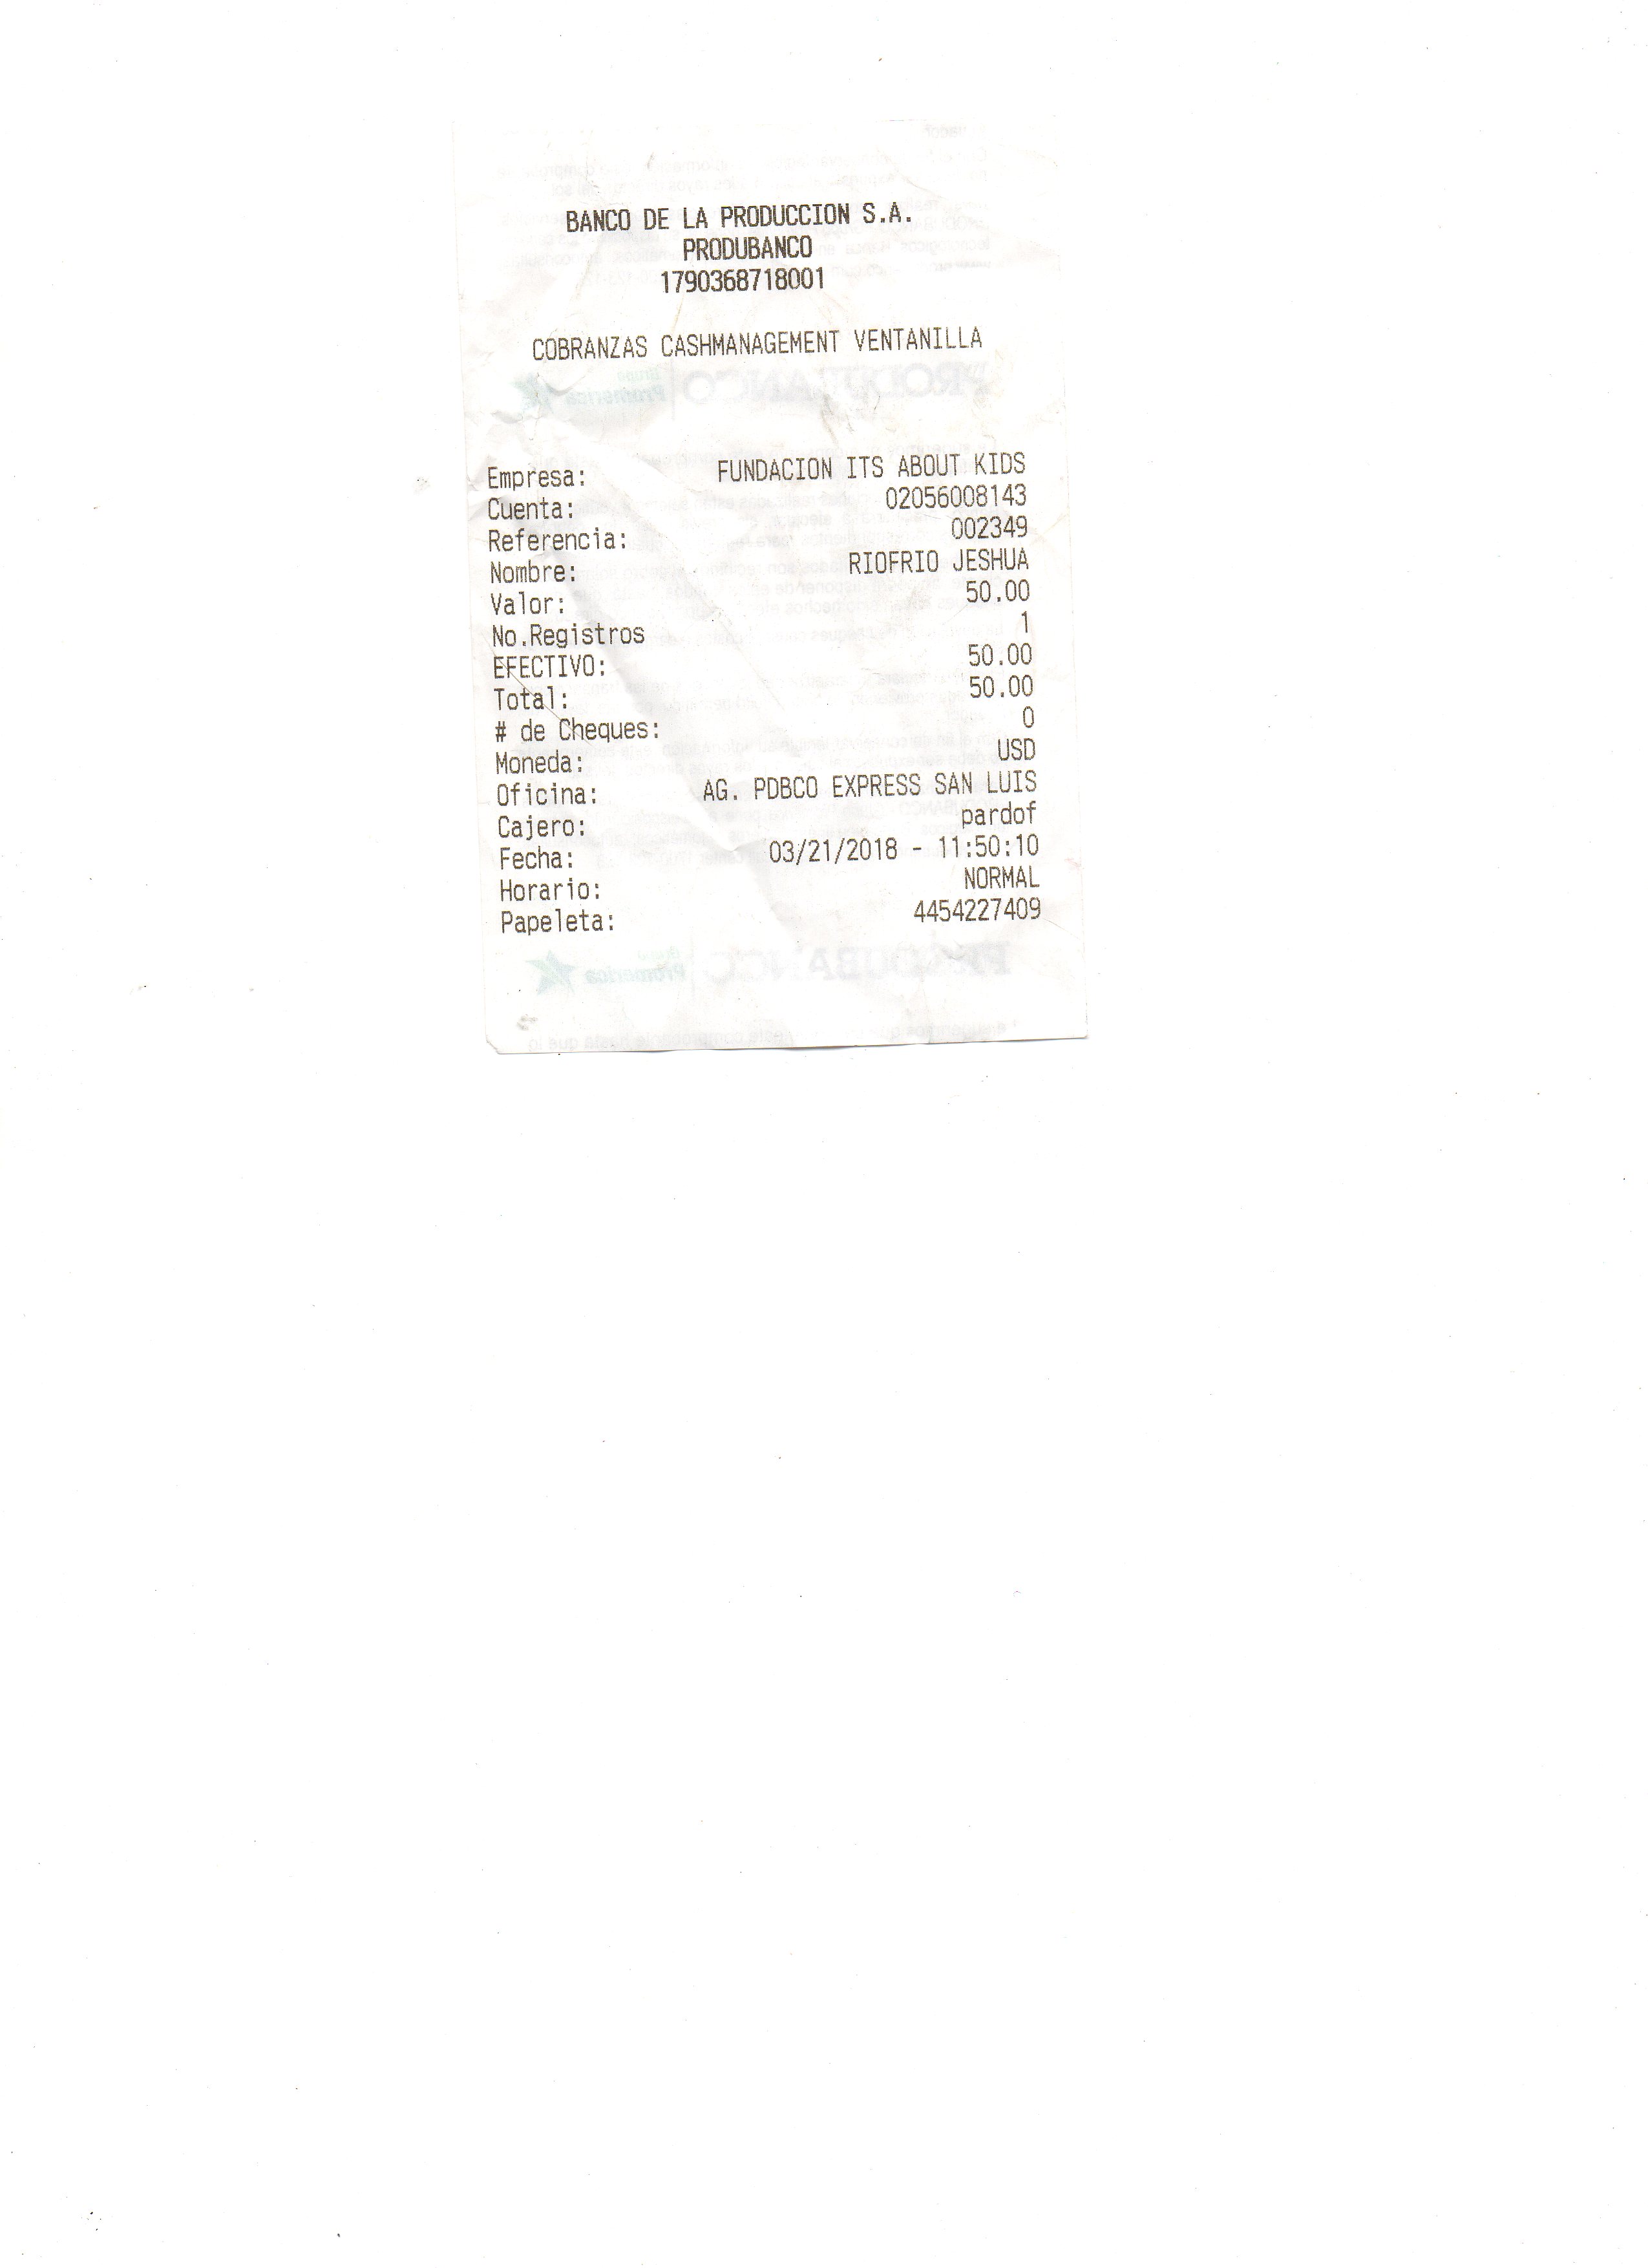 BANCO DE LA PRODUCCION S.A.
PRODUBANCO
1790368718001
COBRANZAS CASHMANAGEMENT VENTANILLA
Empresa: FUNDACION ITS ABOUT KIDS
Cuenta: 02056008143
Referencia: 002349
Nombre: RIOFRIO JESHUA
Valor: 50.00
No.Registros 1
EFECTIVO: 50.00
Total: 50.00
# de Cheques: 0
Moneda: USD
Oficina: AG. PDBCO EXPRESS SAN LUIS
Cajero: pardof
Fecha: 03/21/2018 - 11:50:10
Horario: NORMAL
Papeleta: 4454227409